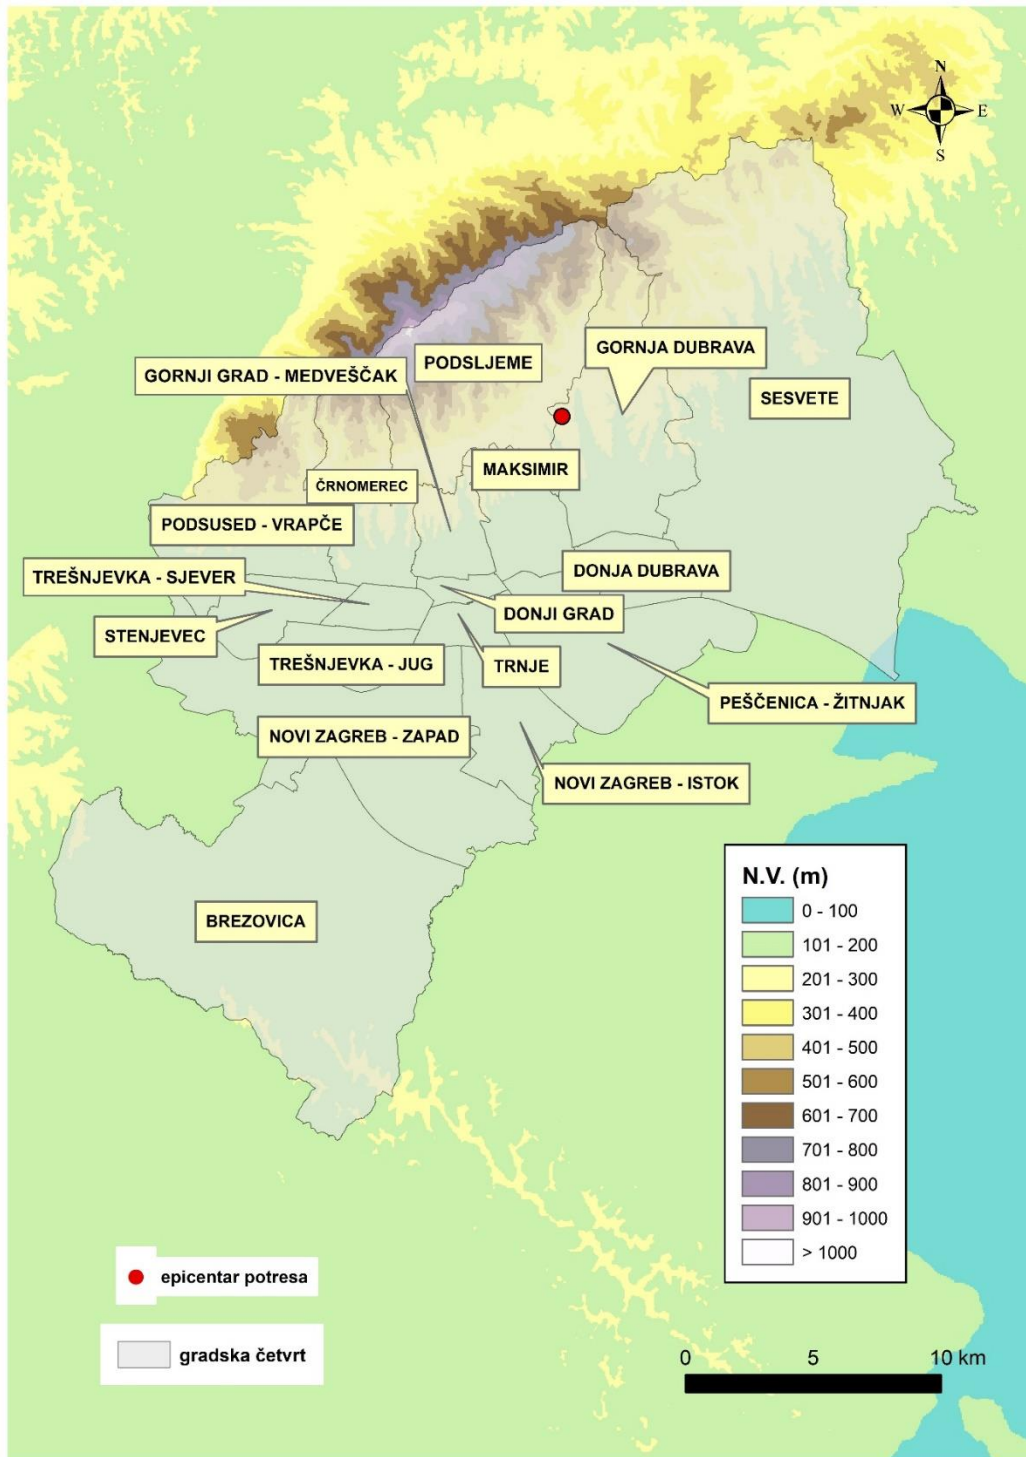 N
W E
S
GORNJA DUBRAVA
PODSLJEME
GORNJI GRAD - MEDVEŠČAK
SESVETE
MAKSIMIR
ČRNOMEREC
PODSUSED - VRAPČE
DONJA DUBRAVA
TREŠNJEVKA - SJEVER
DONJI GRAD
STENJEVEC
TREŠNJEVKA - JUG
TRNJE
PEŠČENICA - ŽITNJAK
NOVI ZAGREB - ZAPAD
NOVI ZAGREB - ISTOK
BREZOVICA
N.V. (m)
0 - 100
101 - 200
201 - 300
301 - 400
401 - 500
501 - 600
601 - 700
701 - 800
801 - 900
901 - 1000
> 1000
epicentar potresa
gradska četvrt
0 5 10 km